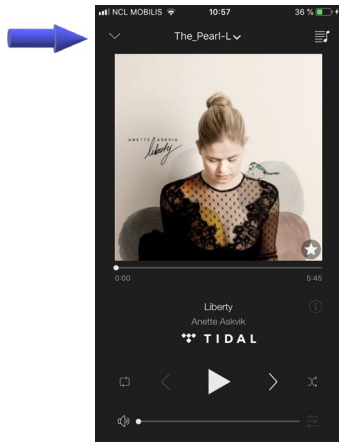 NCL MOBILIS 10:57 36 %
The_Pearl-L
ANETTE ASKVIK
liberty
0:00 5:45
Liberty
Anette Askvik
TIDAL